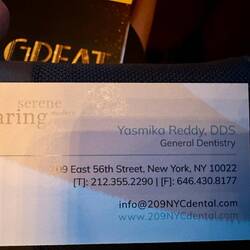 GREAT
serene
aring
Yasmika Reddy, DDS
General Dentistry
09 East 56th Street, New York, NY 10022
[T]: 212.355.2290 | [F]: 646.430.8177
info@209NYCdental.com
www.209NYCdental.com